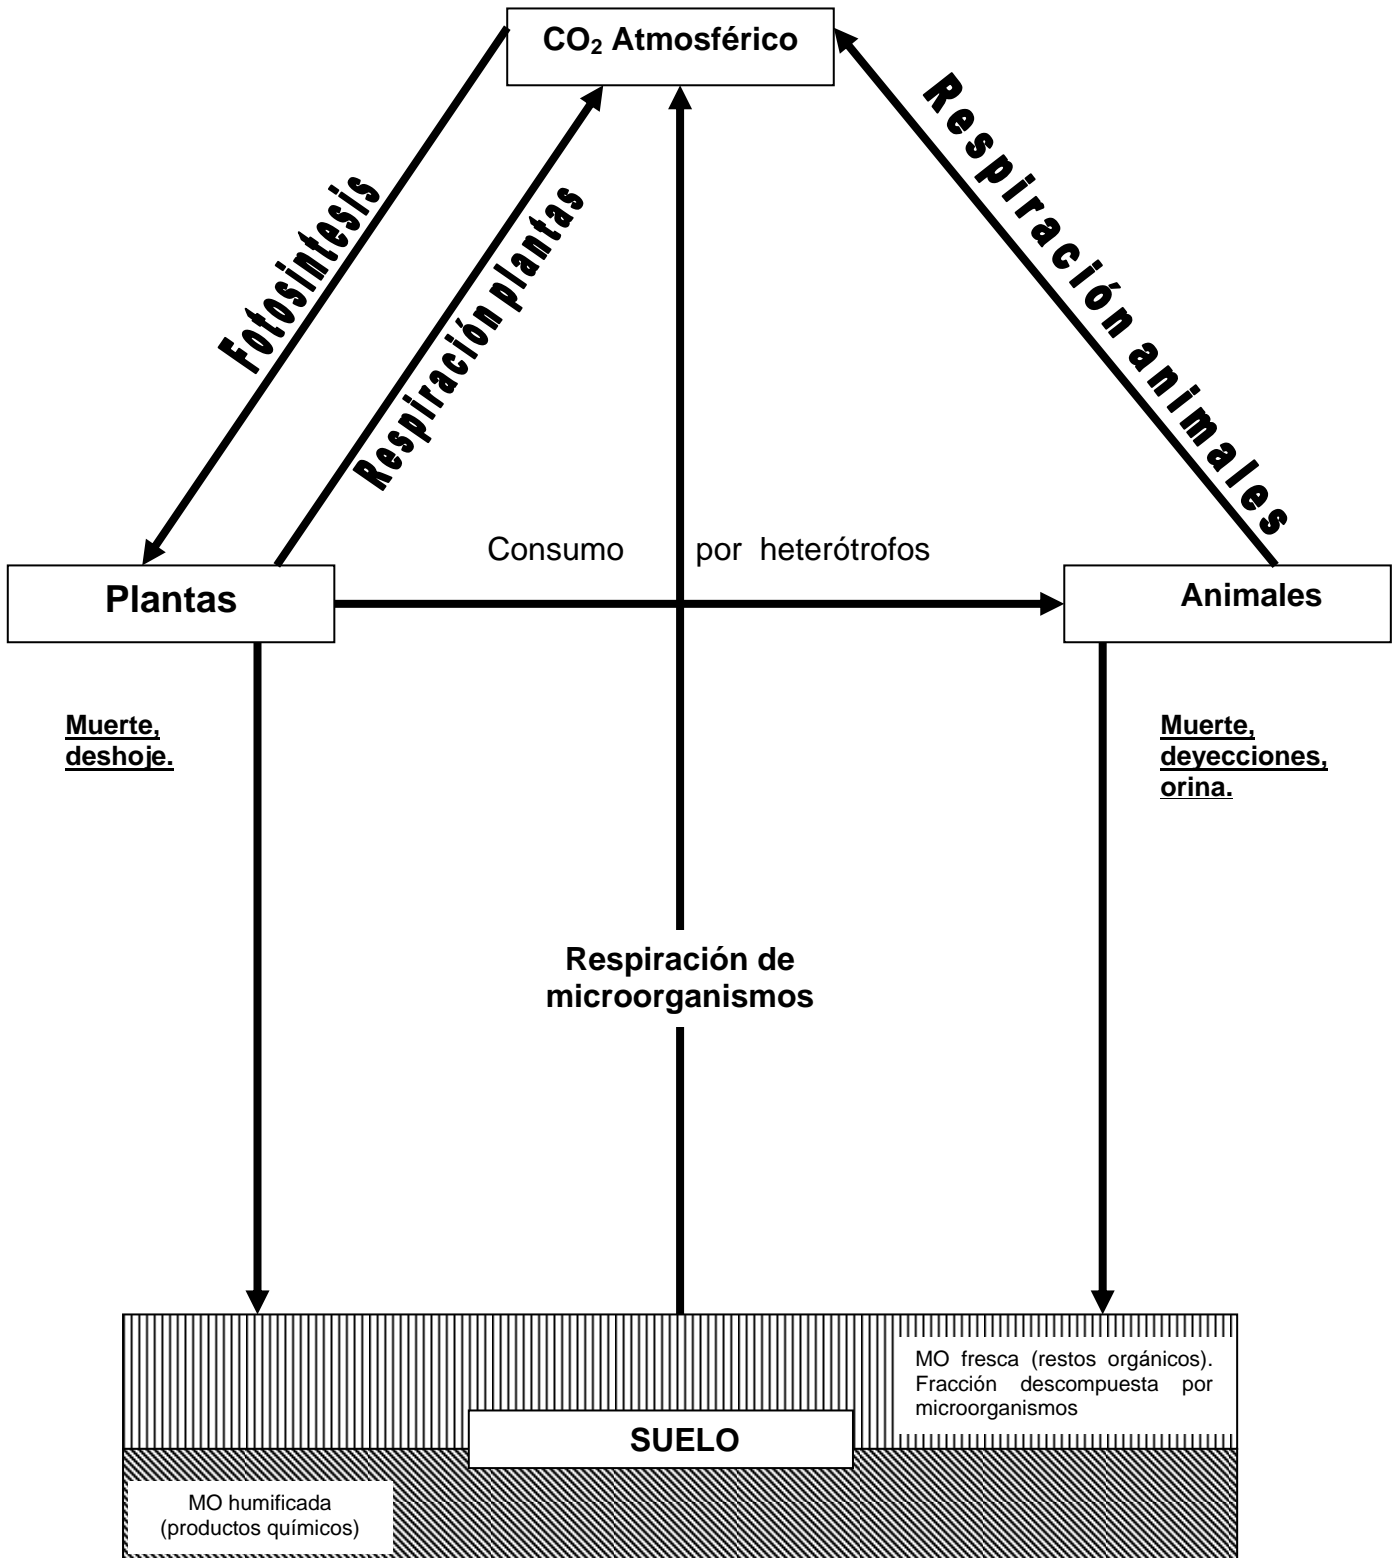 CO₂ Atmosférico
Fotosíntesis
Respiración plantas
Respiración animales
Consumo por heterótrofos
Plantas
Animales
Muerte,
deshoje.
Muerte,
deyecciones,
orina.
Respiración de
microorganismos
MO fresca (restos orgánicos).
Fracción descompuesta por
microorganismos
SUELO
MO humificada
(productos químicos)